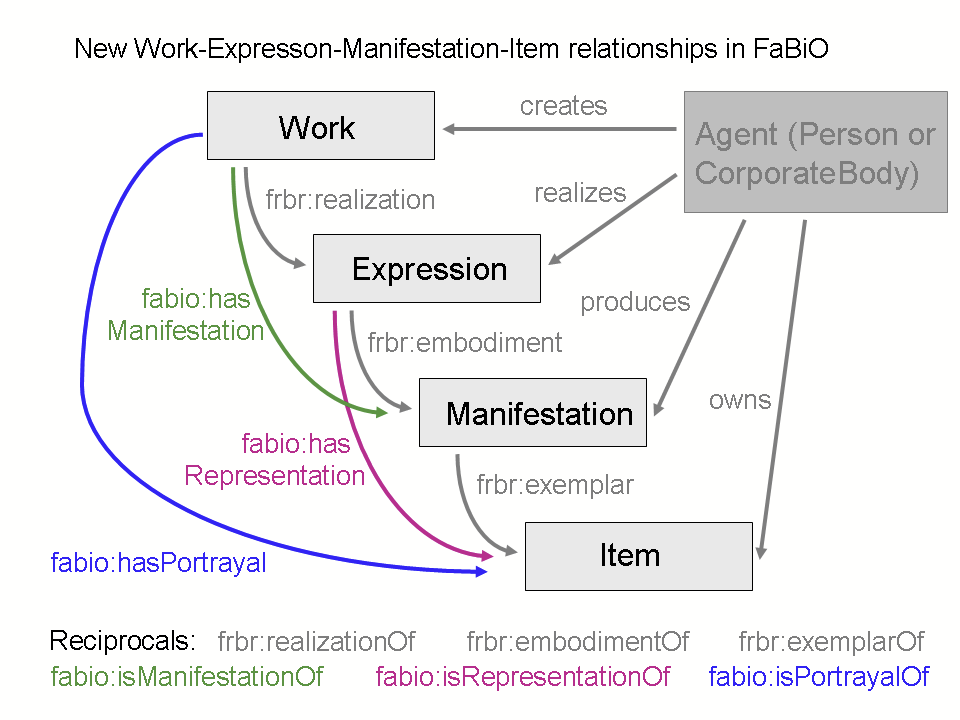 New Work-Expresson-Manifestation-Item relationships in FaBiO
creates
Work
Agent (Person or
CorporateBody)
frbr:realization
realizes
Expression
fabio:has
Manifestation
produces
frbr:embodiment
owns
Manifestation
fabio:has
Representation
frbr:exemplar
Item
fabio:hasPortrayal
Reciprocals: frbr:realizationOf frbr:embodimentOf frbr:exemplarOf
fabio:isManifestationOf fabio:isRepresentationOf fabio:isPortrayalOf